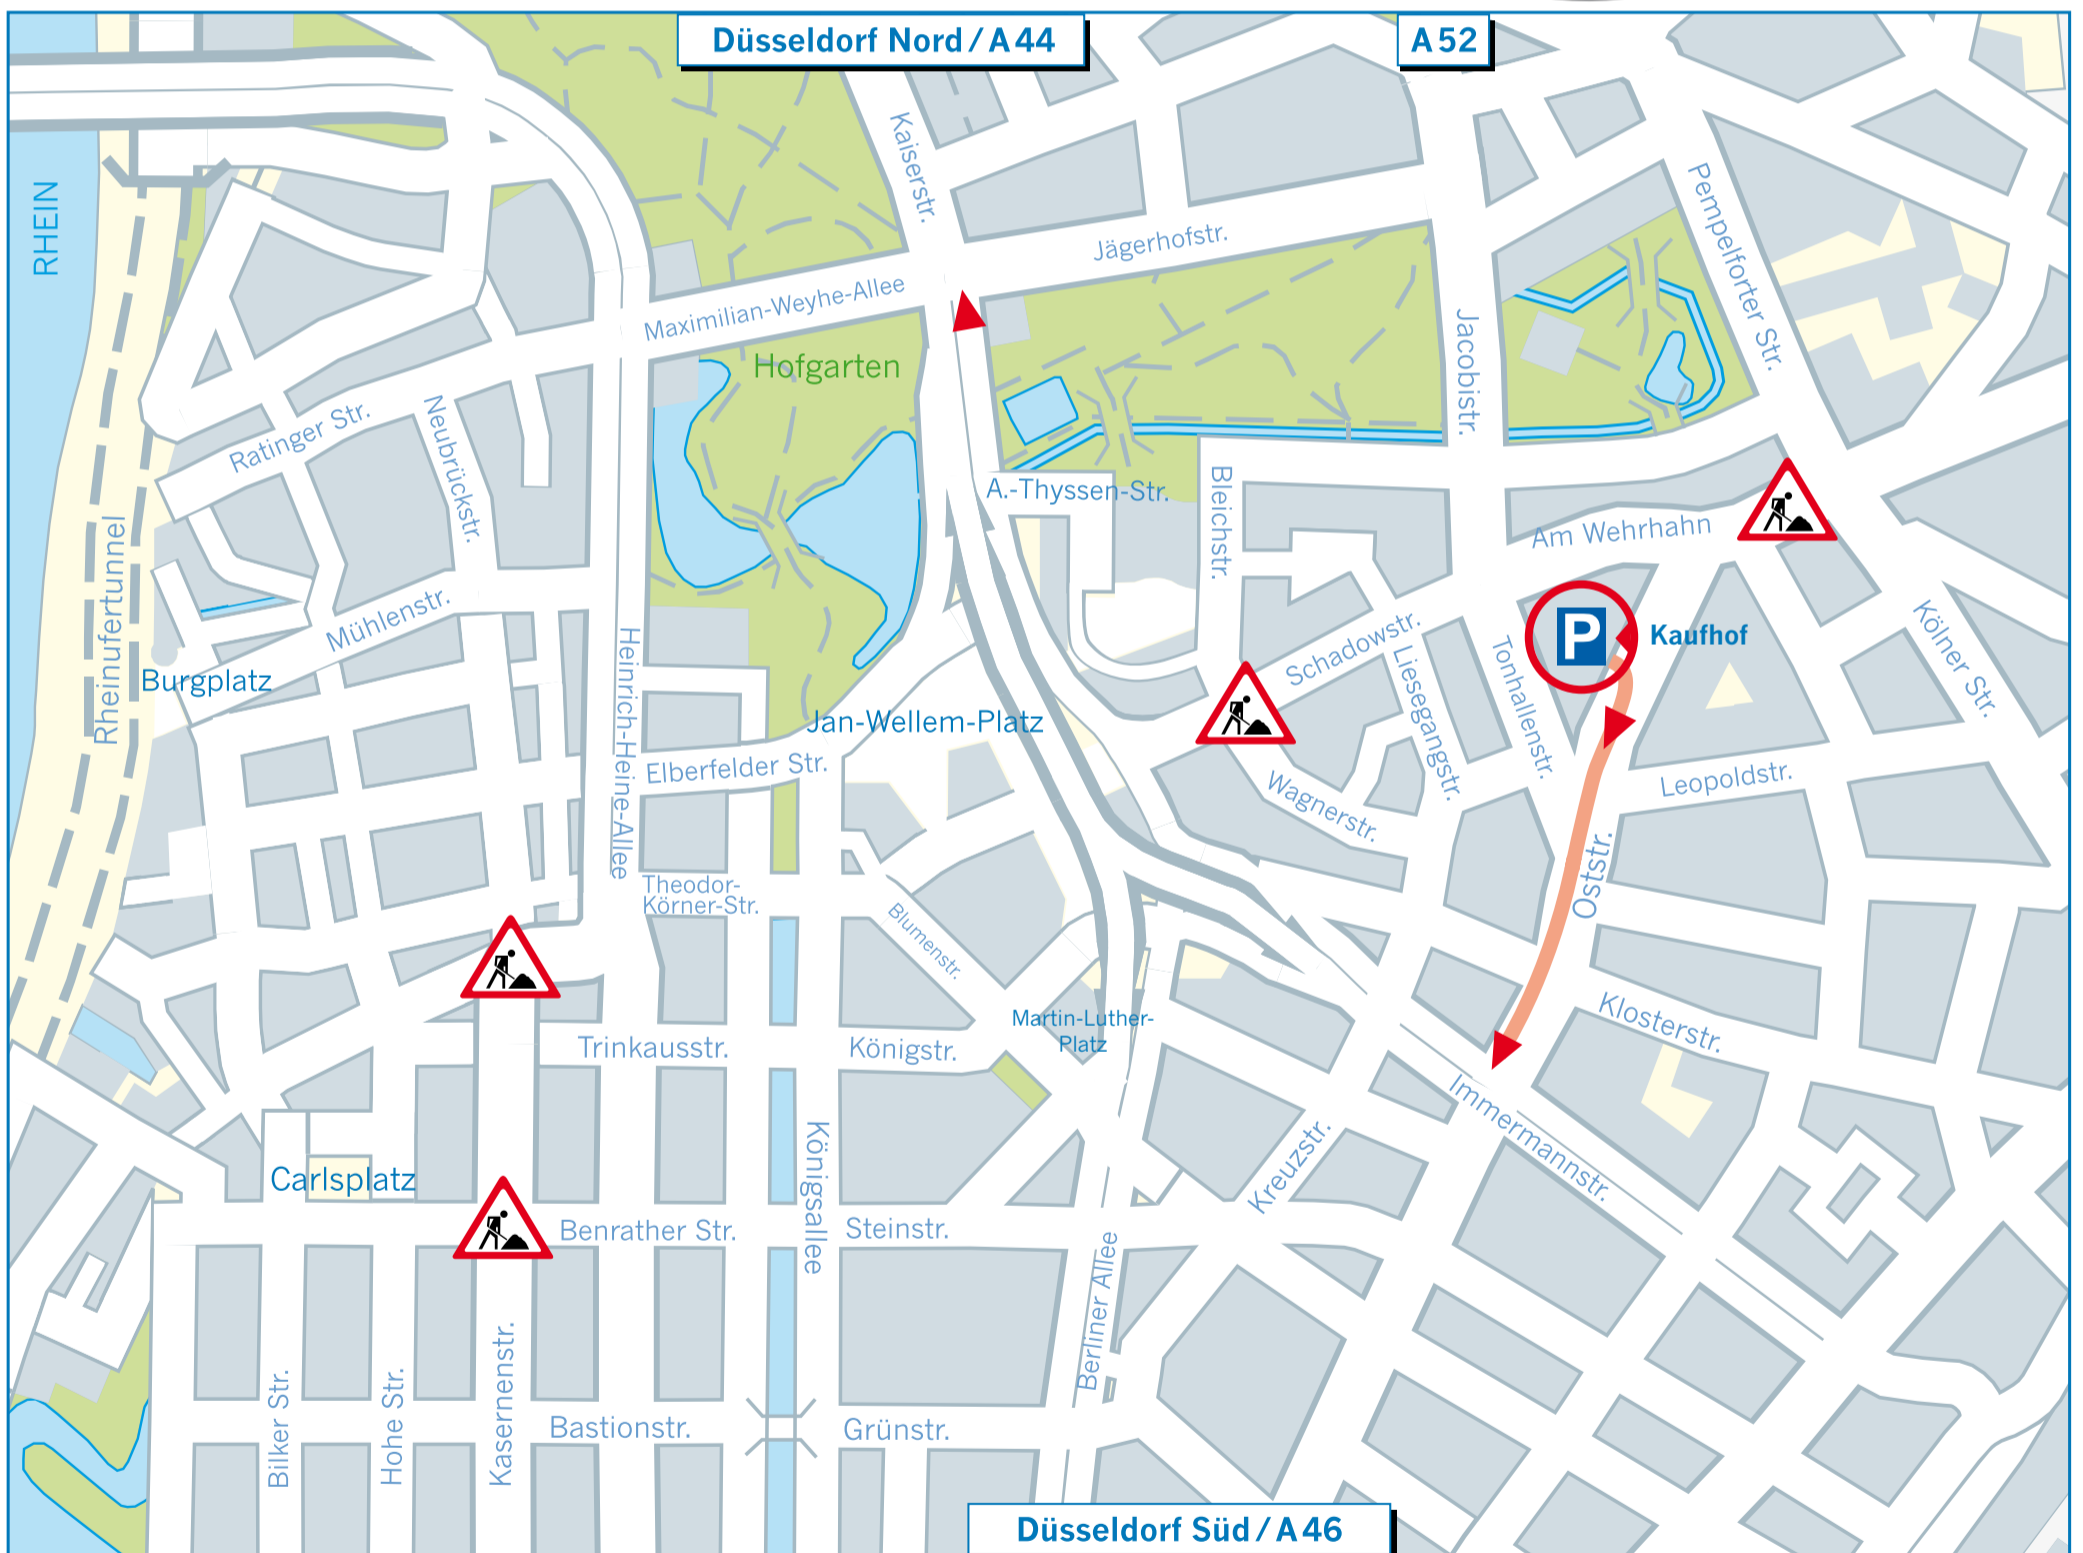 Düsseldorf Nord / A 44
A 52
RHEIN
Kaiserstr.
Jägerhofstr.
Pempelforter Str.
Maximilian-Weyhe-Allee
Hofgarten
Jacobistr.
Ratinger Str.
Neubrückstr.
A.-Thyssen-Str.
Bleichstr.
Am Wehrhahn
Rheinufertunnel
Mühlenstr.
Burgplatz
Heinrich-Heine-Allee
Schadowstr.
Liesegangstr.
Tonhallenstr.
P
Kaufhof
Kölner Str.
Jan-Wellem-Platz
Elberfelder Str.
Wagnerstr.
Leopoldstr.
Oststr.
Theodor-
Körner-Str.
Blumenstr.
Martin-Luther-
Platz
Klosterstr.
Trinkausstr.
Königstr.
Immermannstr.
Kreuzstr.
Carlsplatz
Königsallee
Benrather Str.
Steinstr.
Berliner Allee
Bilker Str.
Hohe Str.
Kasernenstr.
Bastionstr.
Grünstr.
Düsseldorf Süd / A 46